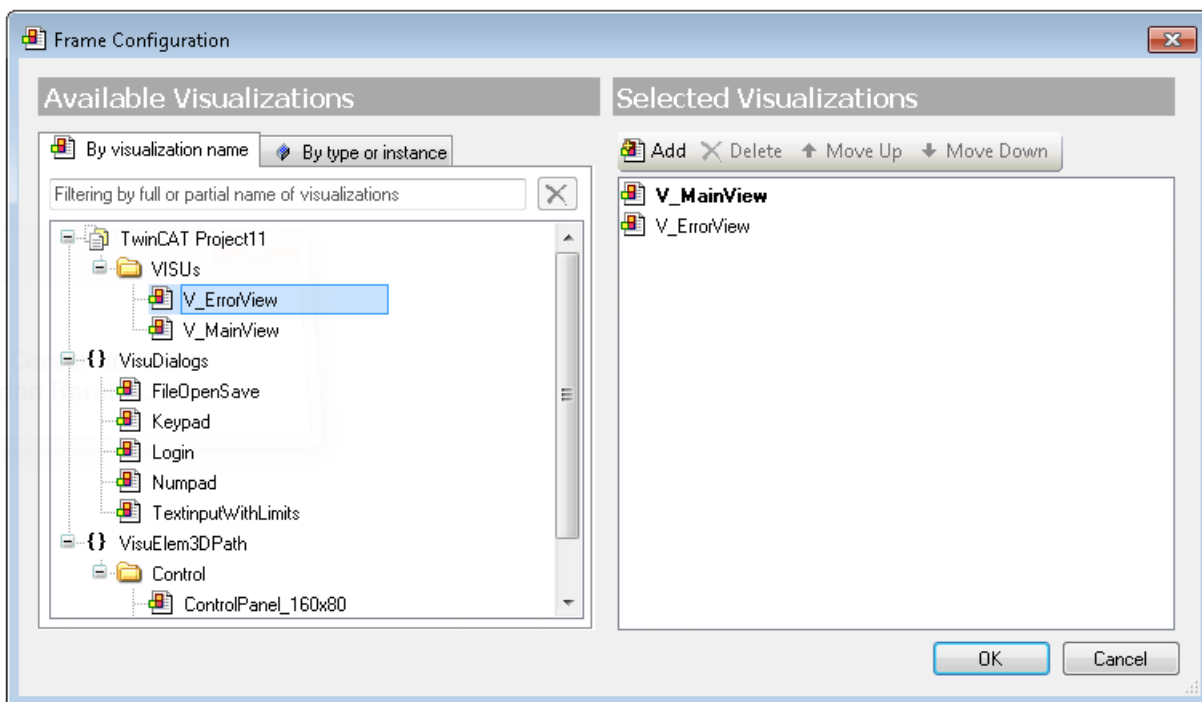 Frame Configuration
Available Visualizations
By visualization name
By type or instance
Filtering by full or partial name of visualizations
TwinCAT Project11
VISUs
V_ErrorView
V_MainView
{} VisuDialogs
FileOpenSave
Keypad
Login
Numpad
TextinputWithLimits
{} VisuElem3DPath
Control
ControlPanel_160x80
Selected Visualizations
Add Delete Move Up Move Down
V_MainView
V_ErrorView
OK Cancel